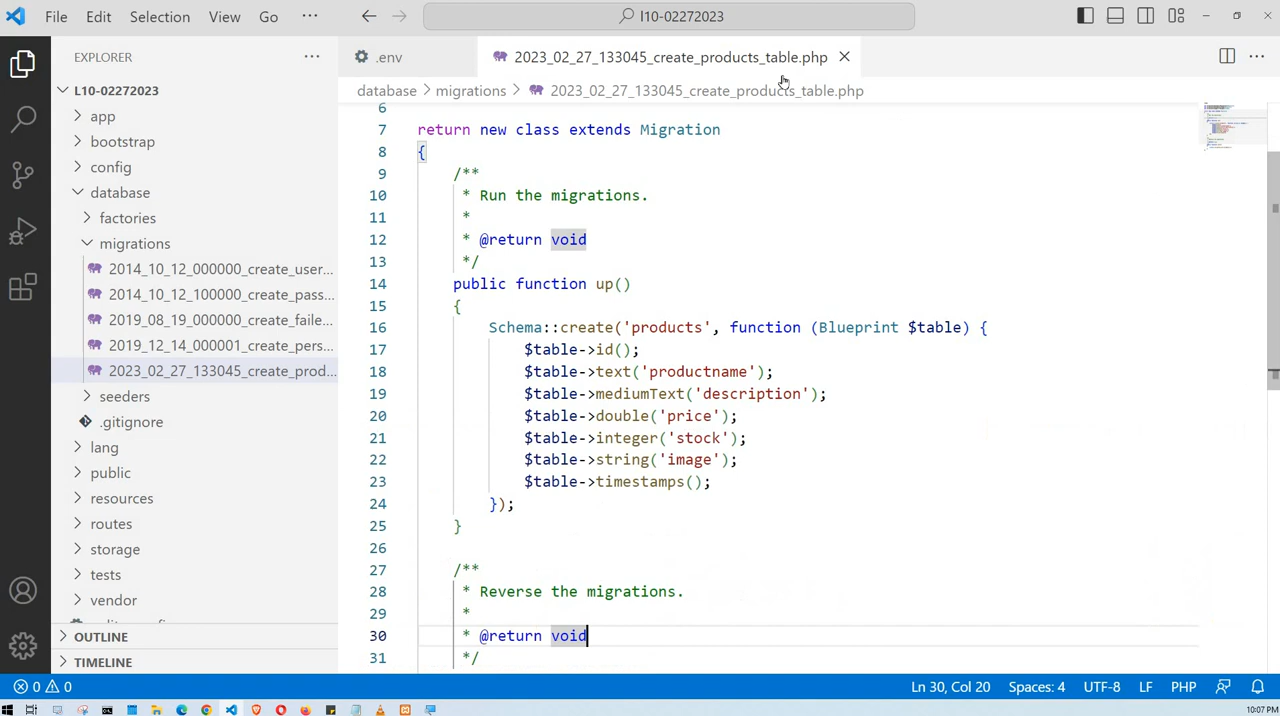 File Edit Selection View Go ···
l10-02272023
EXPLORER ···
.env
2023_02_27_133045_create_products_table.php
database > migrations > 2023_02_27_133045_create_products_table.php
L10-02272023
app
bootstrap
config
database
factories
migrations
2014_10_12_000000_create_user...
2014_10_12_100000_create_pass...
2019_08_19_000000_create_faile...
2019_12_14_000001_create_pers...
2023_02_27_133045_create_prod...
seeders
.gitignore
lang
public
resources
routes
storage
tests
vendor
OUTLINE
TIMELINE
6
7 return new class extends Migration
8 {
9 /**
10 * Run the migrations.
11 *
12 * @return void
13 */
14 public function up()
15 {
16 Schema::create('products', function (Blueprint $table) {
17 $table->id();
18 $table->text('productname');
19 $table->mediumText('description');
20 $table->double('price');
21 $table->integer('stock');
22 $table->string('image');
23 $table->timestamps();
24 });
25 }
26
27 /**
28 * Reverse the migrations.
29 *
30 * @return void
31 */
0 0
Ln 30, Col 20 Spaces: 4 UTF-8 LF PHP
10:07 PM